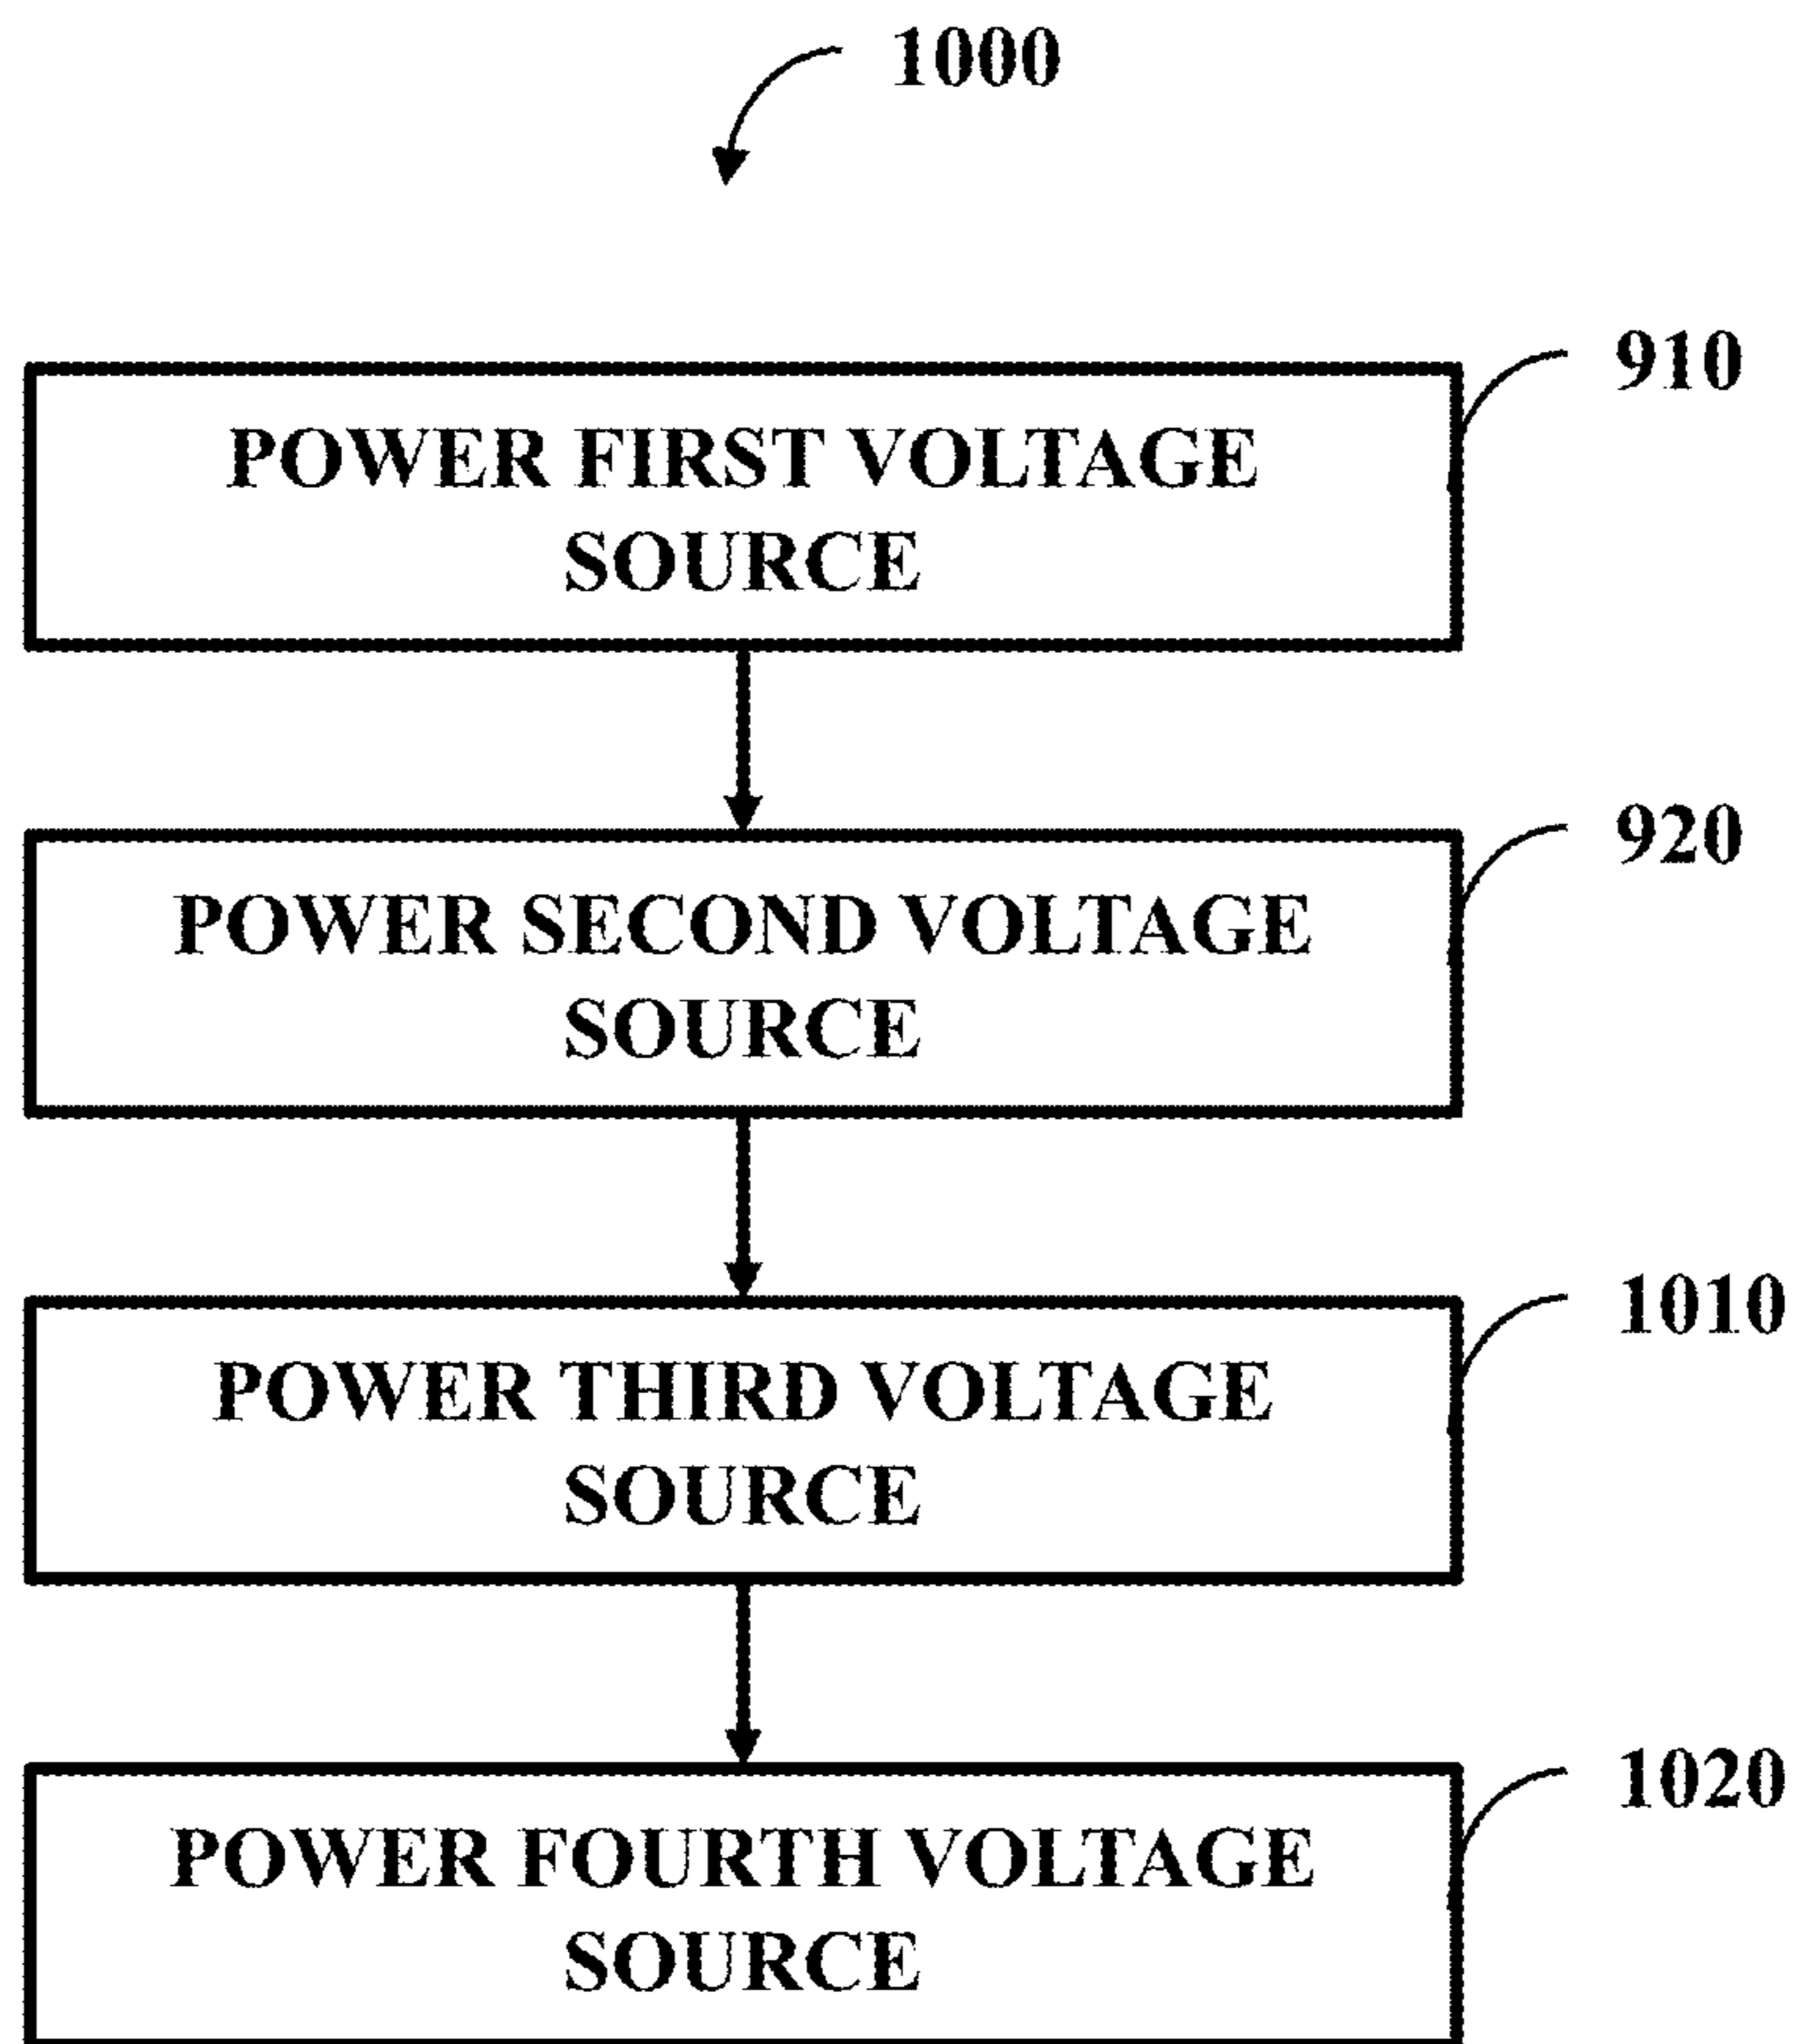 1000
910
POWER FIRST VOLTAGE
SOURCE
920
POWER SECOND VOLTAGE
SOURCE
1010
POWER THIRD VOLTAGE
SOURCE
1020
POWER FOURTH VOLTAGE
SOURCE